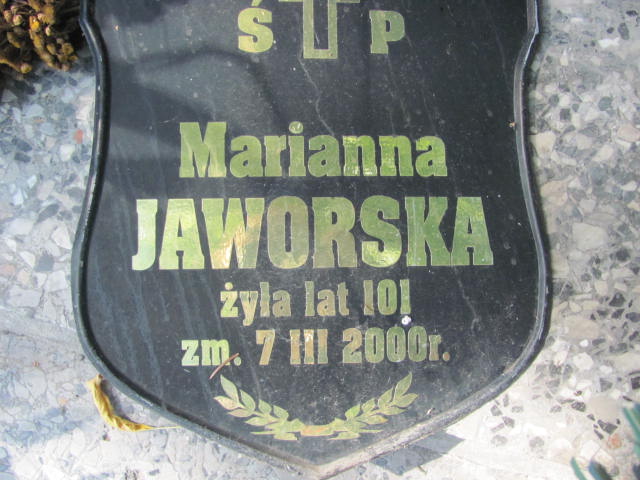 Ś P
Marianna
JAWORSKA
żyła lat 101
zm. 7 III 2000r.